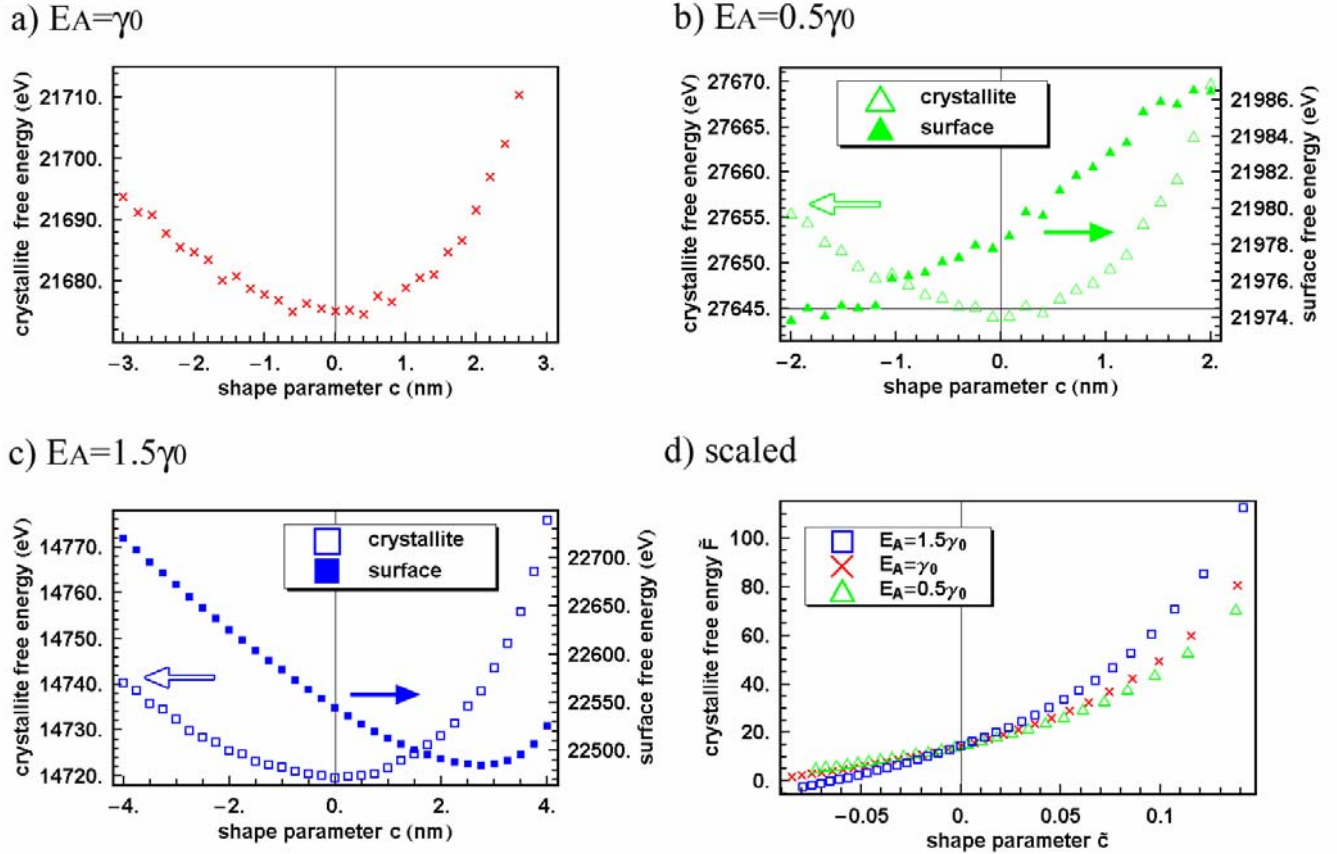 a) EA=γ0
crystallite free energy (eV)
21710.
21700.
21690.
21680.
−3. −2. −1. 0. 1. 2. 3.
shape parameter c (nm)
b) EA=0.5γ0
crystallite free energy (eV)
27670.
27665.
27660.
27655.
27650.
27645.
crystallite
surface
21986.
21984.
21982.
21980.
21978.
21976.
21974.
surface free energy (eV)
−2. −1. 0. 1. 2.
shape parameter c (nm)
c) EA=1.5γ0
crystallite free energy (eV)
14770.
14760.
14750.
14740.
14730.
14720.
crystallite
surface
22700.
22650.
22600.
22550.
22500.
surface free energy (eV)
−4. −2. 0. 2. 4.
shape parameter c (nm)
d) scaled
crystallite free energy F̃
100.
80.
60.
40.
20.
0.
EA=1.5γ0
EA=γ0
EA=0.5γ0
−0.05 0. 0.05 0.1
shape parameter c̃